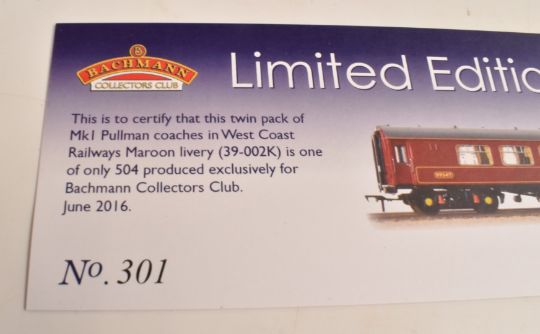 BACHMANN
COLLECTORS CLUB
Limited Editio
This is to certify that this twin pack of
Mk1 Pullman coaches in West Coast
Railways Maroon livery (39-002K) is one
of only 504 produced exclusively for
Bachmann Collectors Club.
June 2016.
No. 301